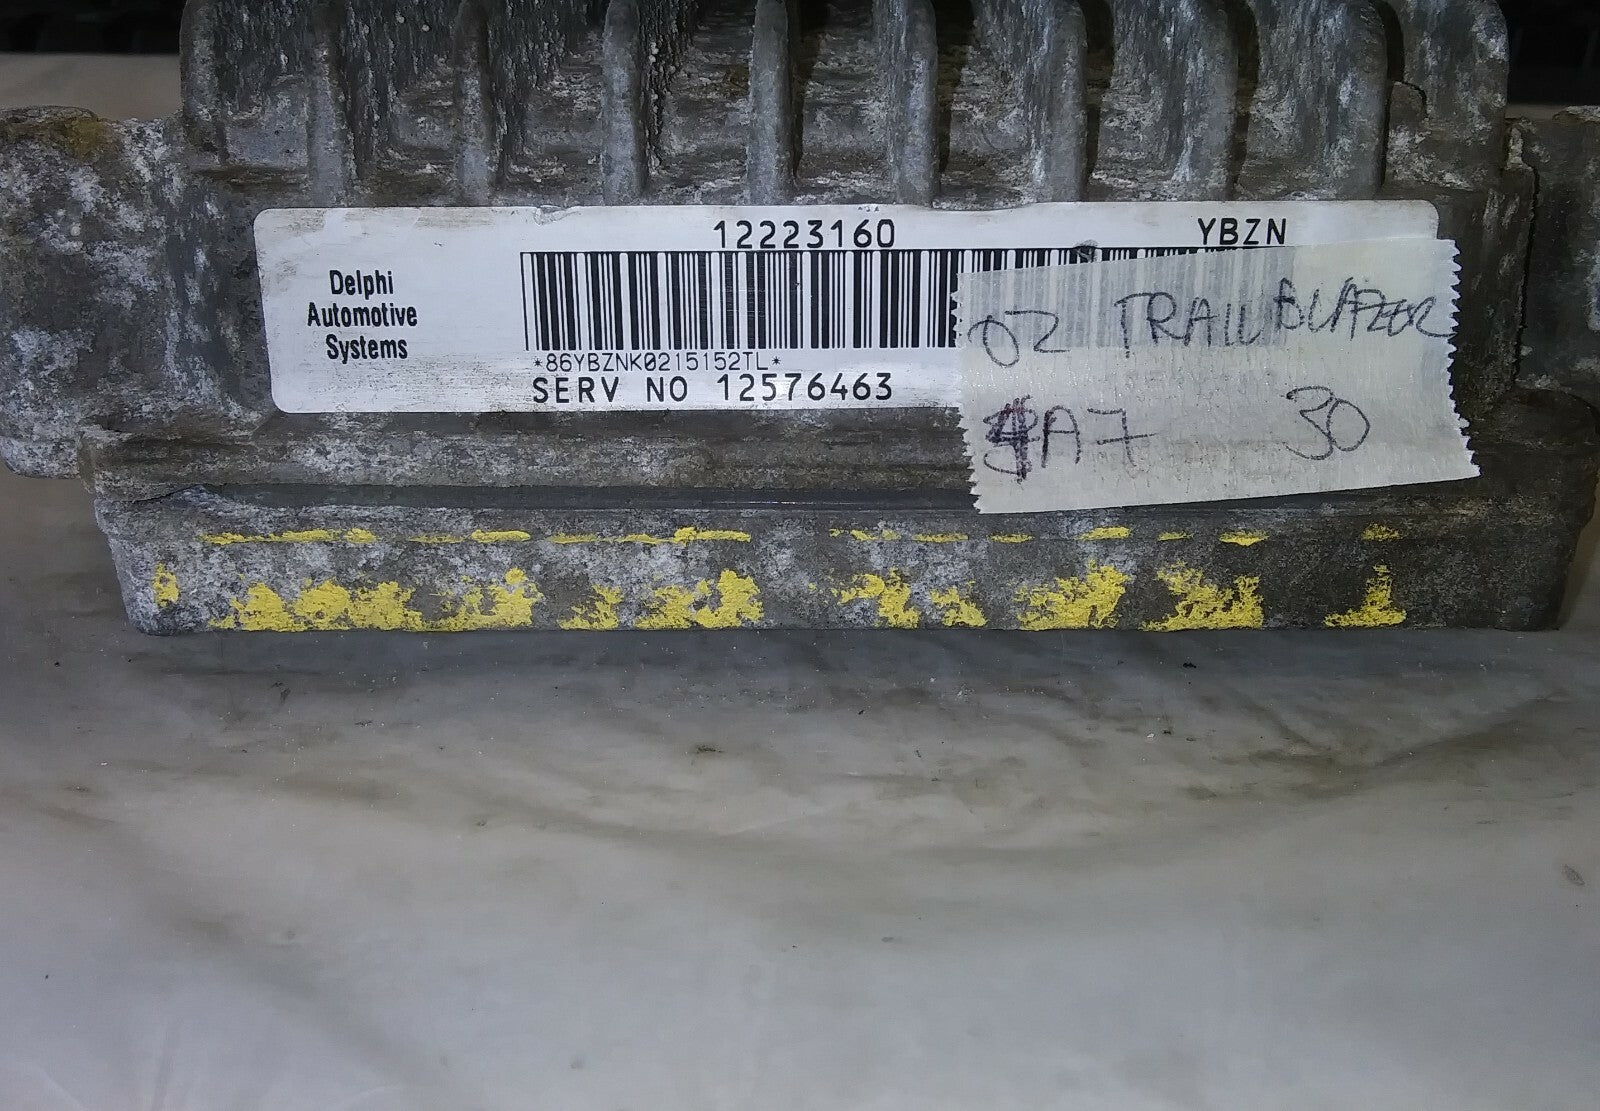 12223160 YBZN
Delphi
Automotive
Systems
*86YBZNK0215152TL*
SERV NO 12576463
02 TRAILBLAZER
A7 30